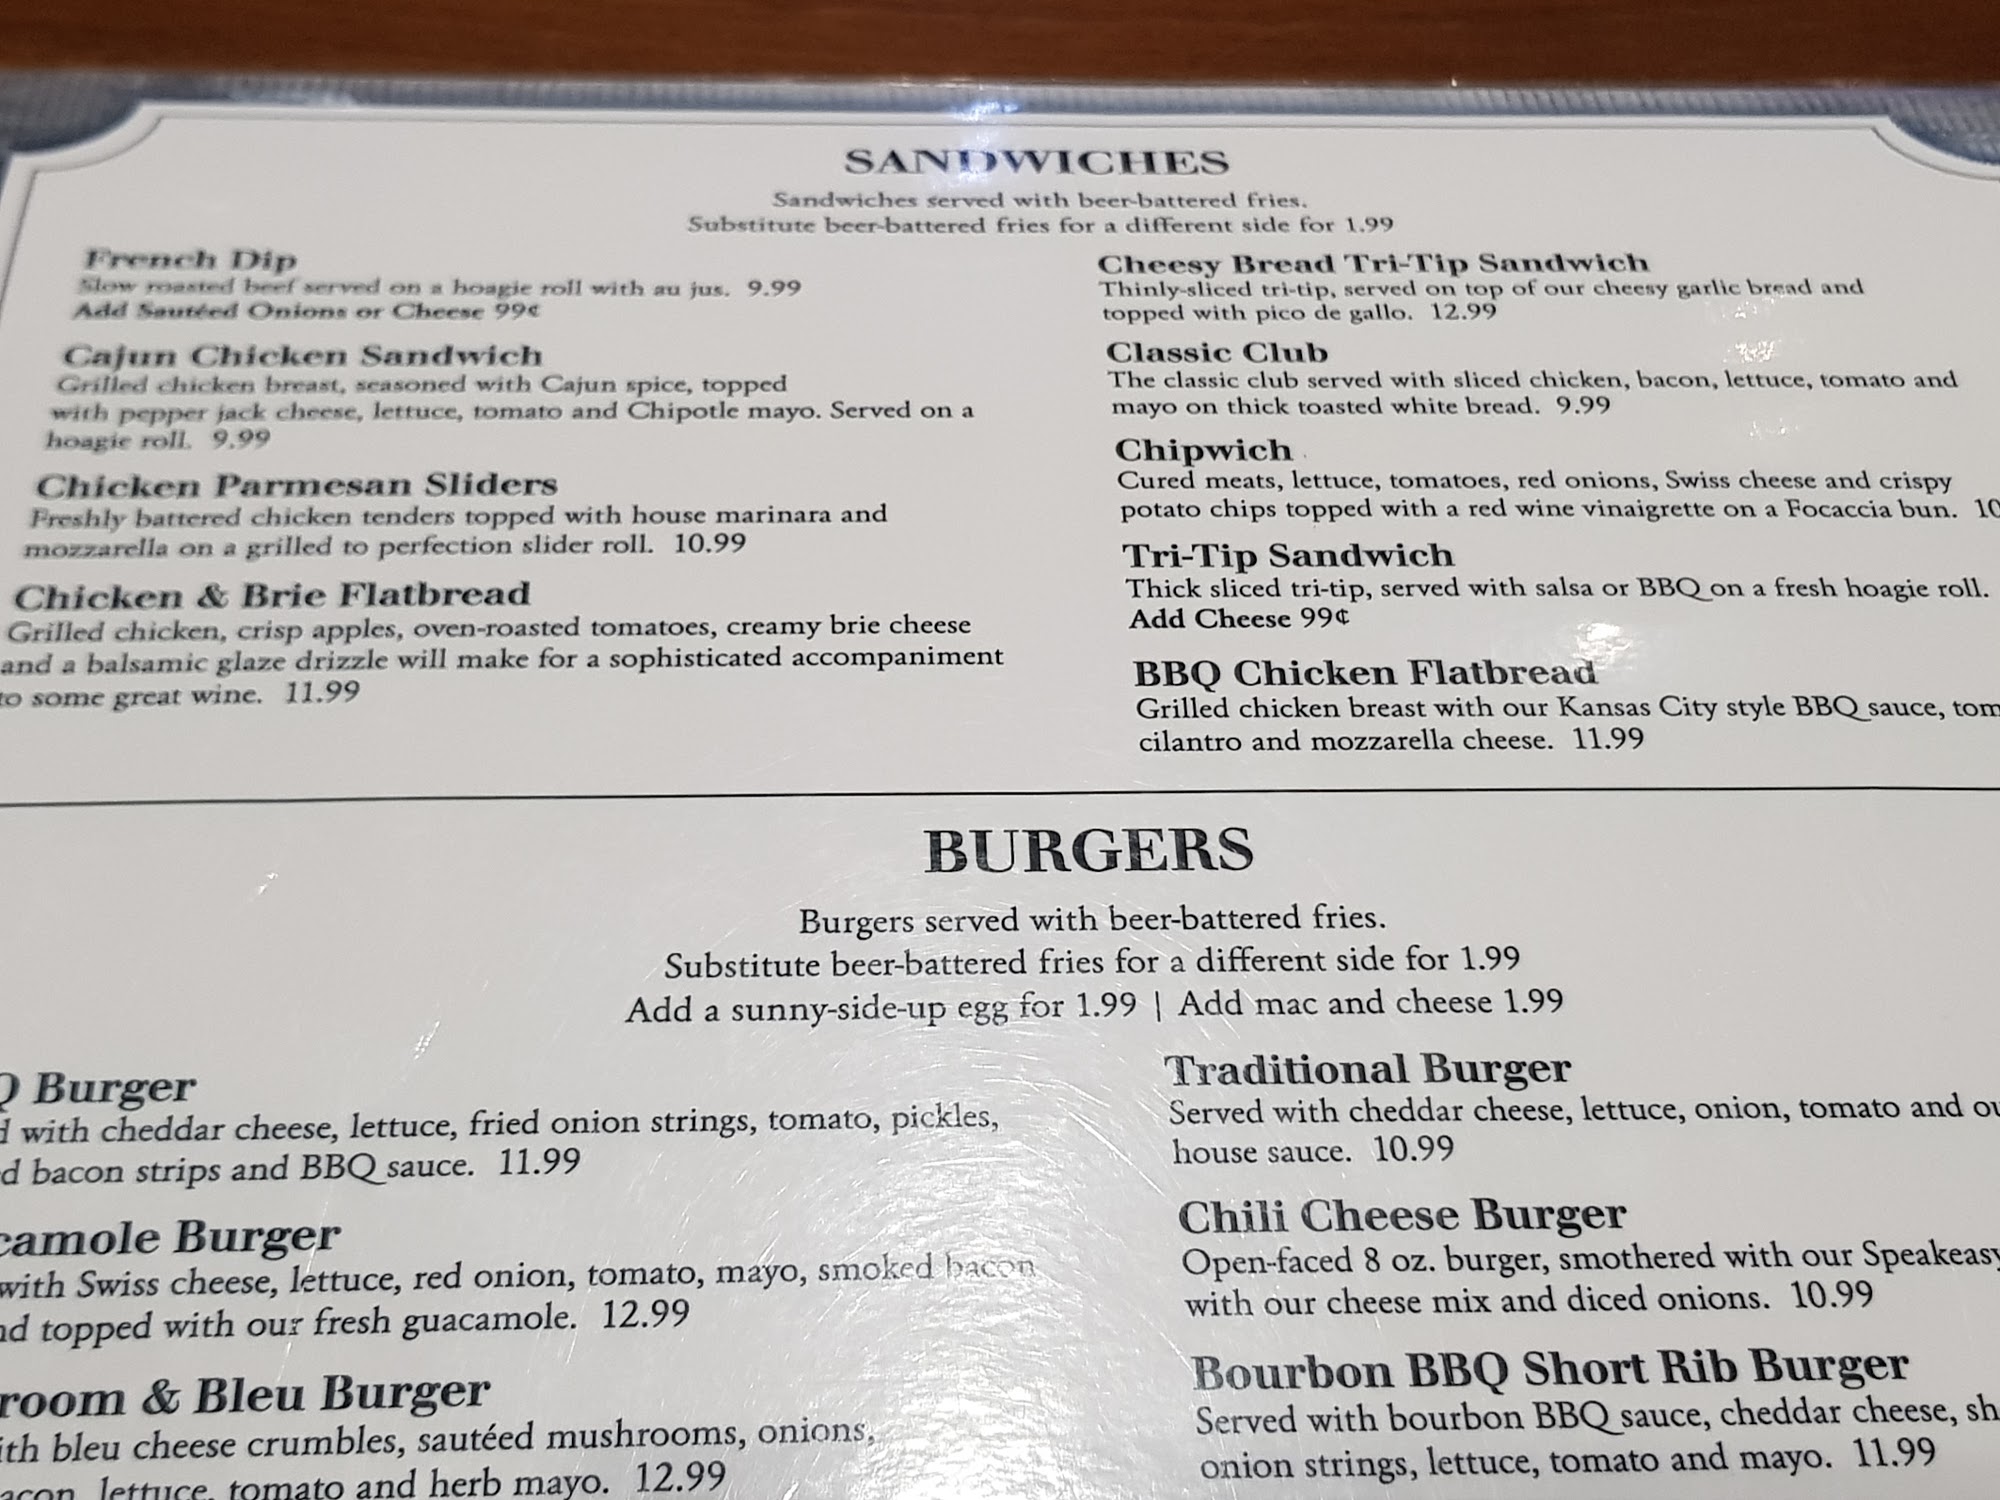 SANDWICHES
Sandwiches served with beer-battered fries.
Substitute beer-battered fries for a different side for 1.99
French Dip
Slow roasted beef served on a hoagie roll with au jus. 9.99
Add Sautéed Onions or Cheese 99¢
Cajun Chicken Sandwich
Grilled chicken breast, seasoned with Cajun spice, topped
with pepper jack cheese, lettuce, tomato and Chipotle mayo. Served on a
hoagie roll. 9.99
Chicken Parmesan Sliders
Freshly battered chicken tenders topped with house marinara and
mozzarella on a grilled to perfection slider roll. 10.99
Chicken & Brie Flatbread
Grilled chicken, crisp apples, oven-roasted tomatoes, creamy brie cheese
and a balsamic glaze drizzle will make for a sophisticated accompaniment
to some great wine. 11.99
Cheesy Bread Tri-Tip Sandwich
Thinly-sliced tri-tip, served on top of our cheesy garlic bread and
topped with pico de gallo. 12.99
Classic Club
The classic club served with sliced chicken, bacon, lettuce, tomato and
mayo on thick toasted white bread. 9.99
Chipwich
Cured meats, lettuce, tomatoes, red onions, Swiss cheese and crispy
potato chips topped with a red wine vinaigrette on a Focaccia bun.
Tri-Tip Sandwich
Thick sliced tri-tip, served with salsa or BBQ on a fresh hoagie roll.
Add Cheese 99¢
BBQ Chicken Flatbread
Grilled chicken breast with our Kansas City style BBQ sauce,
cilantro and mozzarella cheese. 11.99
BURGERS
Burgers served with beer-battered fries.
Substitute beer-battered fries for a different side for 1.99
Add a sunny-side-up egg for 1.99 | Add mac and cheese 1.99
Burger
with cheddar cheese, lettuce, fried onion strings, tomato, pickles,
bacon strips and BBQ sauce. 11.99
Burger
with Swiss cheese, lettuce, red onion, tomato, mayo, smoked bacon
topped with our fresh guacamole. 12.99
& Bleu Burger
bleu cheese crumbles, sautéed mushrooms, onions,
lettuce, tomato and herb mayo. 12.99
Traditional Burger
Served with cheddar cheese, lettuce, onion, tomato and
house sauce. 10.99
Chili Cheese Burger
Open-faced 8 oz. burger, smothered with our Speakeasy
with our cheese mix and diced onions. 10.99
Bourbon BBQ Short Rib Burger
Served with bourbon BBQ sauce, cheddar cheese,
onion strings, lettuce, tomato and mayo. 11.99